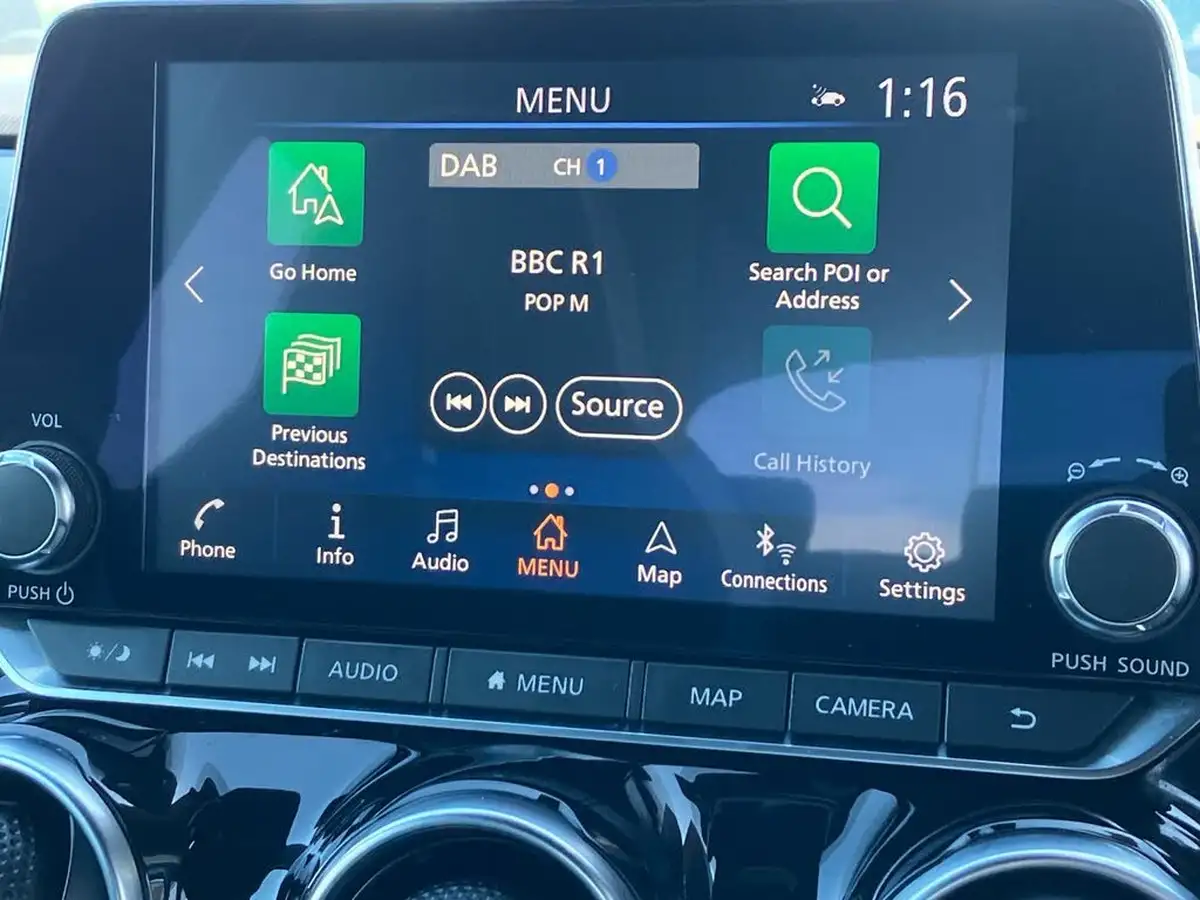 MENU
1:16
DAB CH 1
Go Home
BBC R1
POP M
Search POI or
Address
Previous
Destinations
Source
Call History
VOL
PUSH
Phone
Info
Audio
MENU
Map
Connections
Settings
PUSH SOUND
AUDIO
MENU
MAP
CAMERA